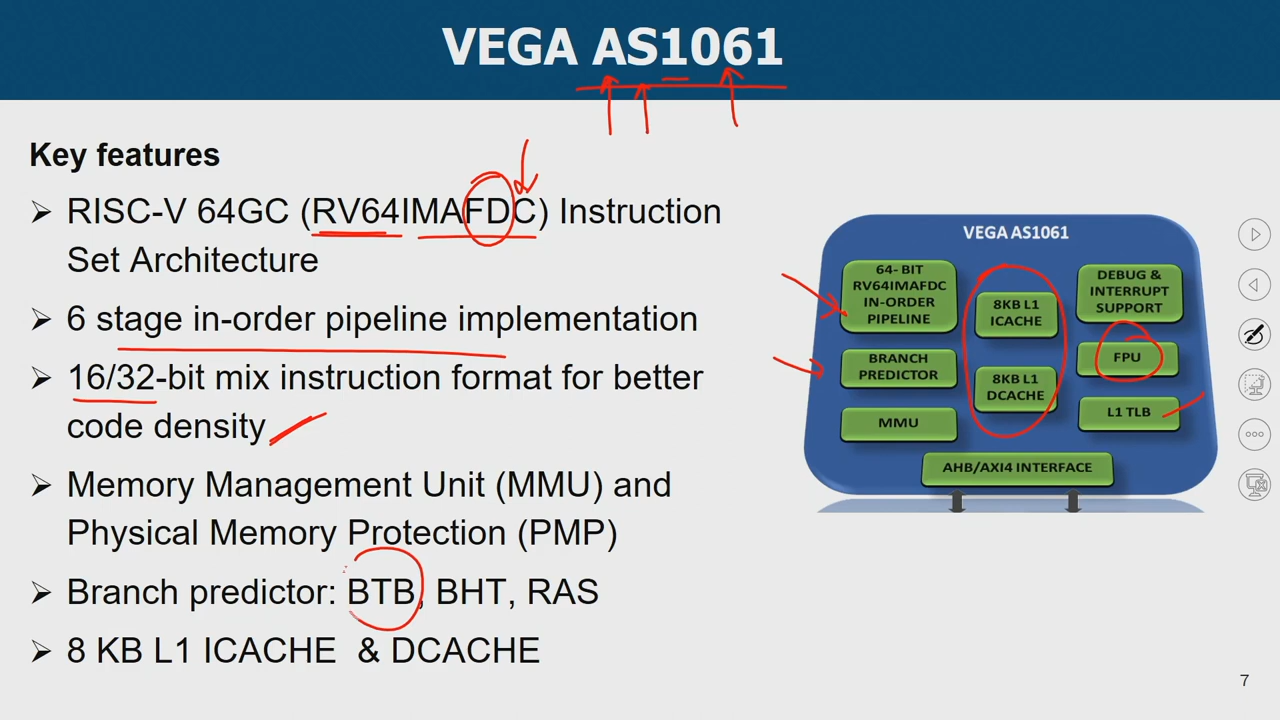 VEGA AS1061
Key features
➢ RISC-V 64GC (RV64IMAFDC) Instruction
Set Architecture
➢ 6 stage in-order pipeline implementation
➢ 16/32-bit mix instruction format for better
code density
➢ Memory Management Unit (MMU) and
Physical Memory Protection (PMP)
➢ Branch predictor: BTB, BHT, RAS
➢ 8 KB L1 ICACHE & DCACHE
VEGA AS1061
64- BIT
RV64IMAFDC
IN-ORDER
PIPELINE
8KB L1
ICACHE
DEBUG &
INTERRUPT
SUPPORT
BRANCH
PREDICTOR
8KB L1
DCACHE
FPU
MMU
L1 TLB
AHB/AXI4 INTERFACE
7